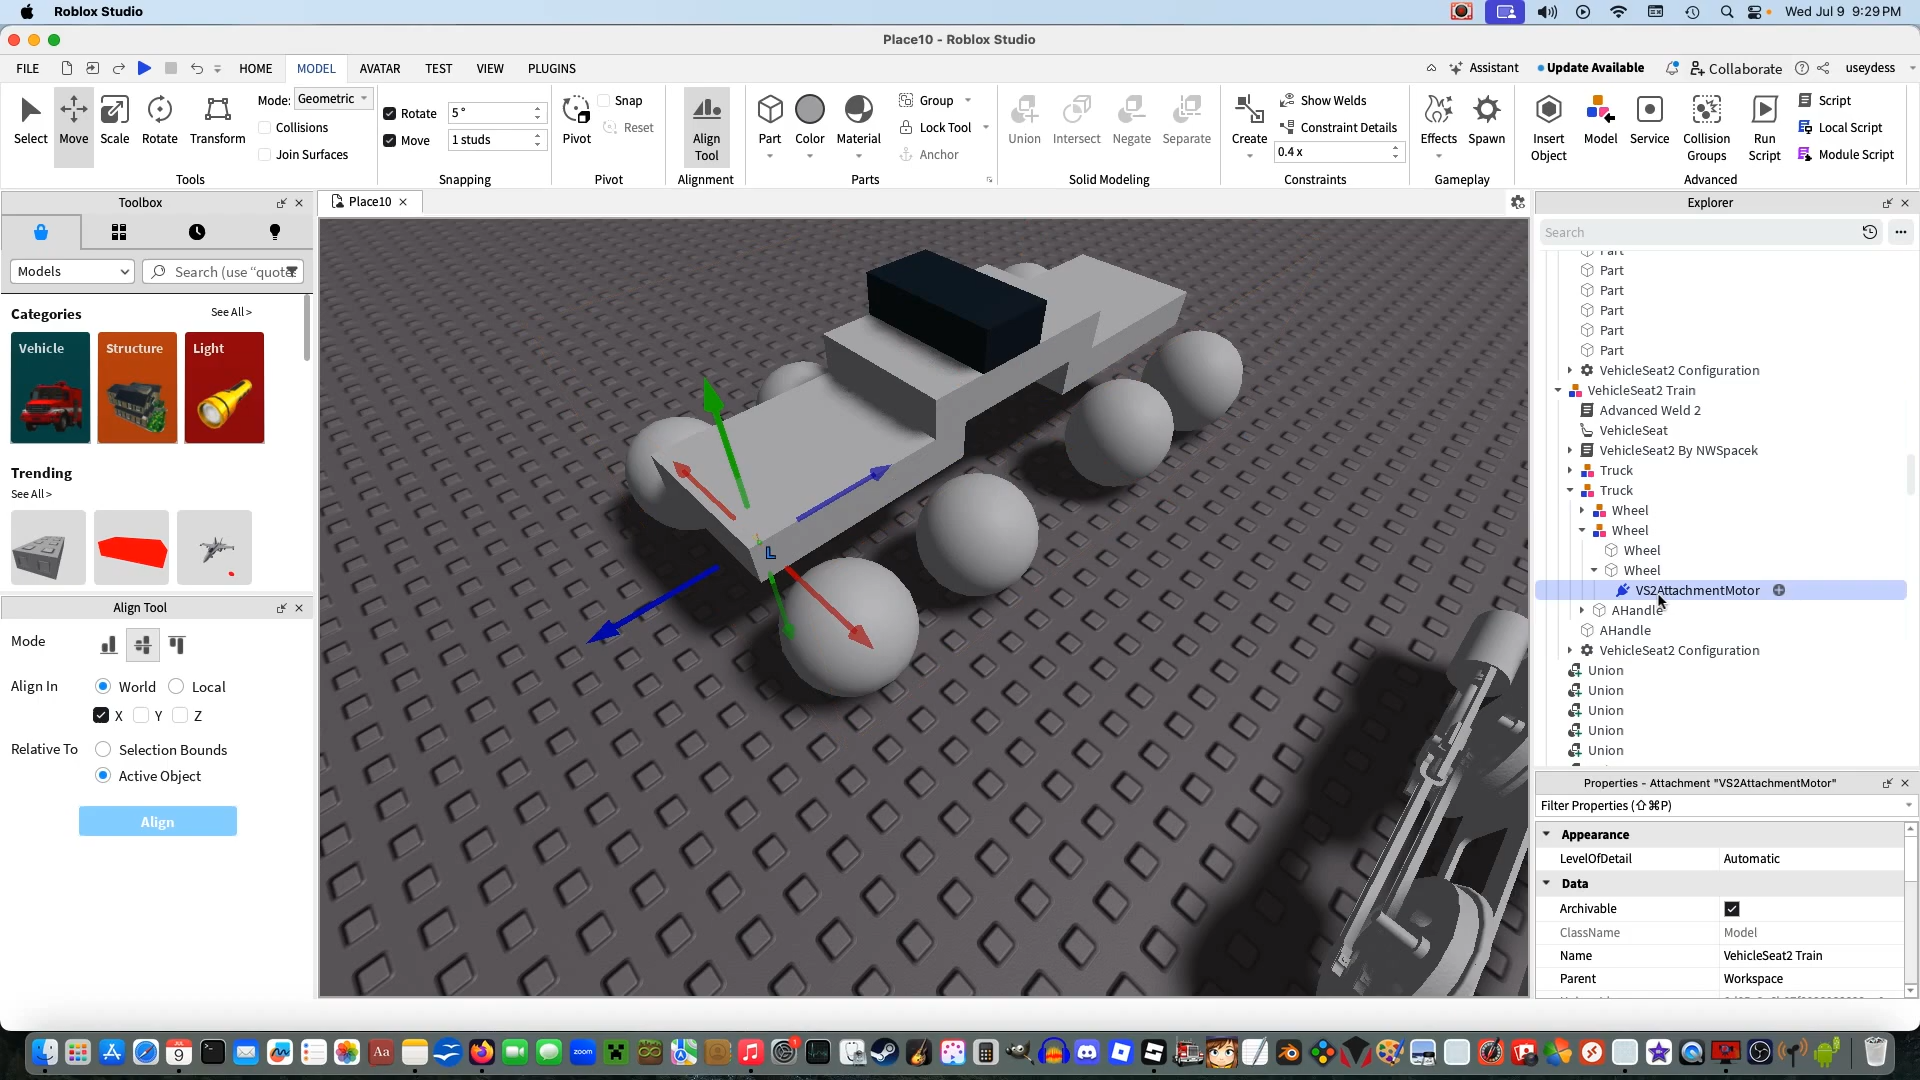 Roblox Studio
Wed Jul 9 9:29 PM
Place10 - Roblox Studio
FILE
HOME
MODEL
AVATAR
TEST
VIEW
PLUGINS
Assistant
Update Available
Collaborate
useydess
Select
Move
Scale
Rotate
Transform
Mode: Geometric
Collisions
Join Surfaces
Tools
Rotate 5°
Move 1 studs
Snapping
Pivot
Snap
Reset
Pivot
Align Tool
Alignment
Part
Color
Material
Group
Lock Tool
Anchor
Parts
Union
Intersect
Negate
Separate
Solid Modeling
Create
Show Welds
Constraint Details
0.4 x
Constraints
Effects
Spawn
Gameplay
Insert Object
Model
Service
Collision Groups
Run Script
Script
Local Script
Module Script
Advanced
Toolbox
Models
Search (use "quote
Categories
See All >
Vehicle
Structure
Light
Trending
See All >
Align Tool
Mode
Align In
World
Local
X
Y
Z
Relative To
Selection Bounds
Active Object
Align
Place10
L
Explorer
Search
Part
Part
Part
Part
Part
Part
VehicleSeat2 Configuration
VehicleSeat2 Train
Advanced Weld 2
VehicleSeat
VehicleSeat2 By NWSpacek
Truck
Truck
Wheel
Wheel
Wheel
Wheel
VS2AttachmentMotor
AHandle
AHandle
VehicleSeat2 Configuration
Union
Union
Union
Union
Union
Properties - Attachment "VS2AttachmentMotor"
Filter Properties (⇧⌘P)
Appearance
LevelOfDetail
Automatic
Data
Archivable
ClassName
Model
Name
VehicleSeat2 Train
Parent
Workspace
JUL
9
Aa
zoom